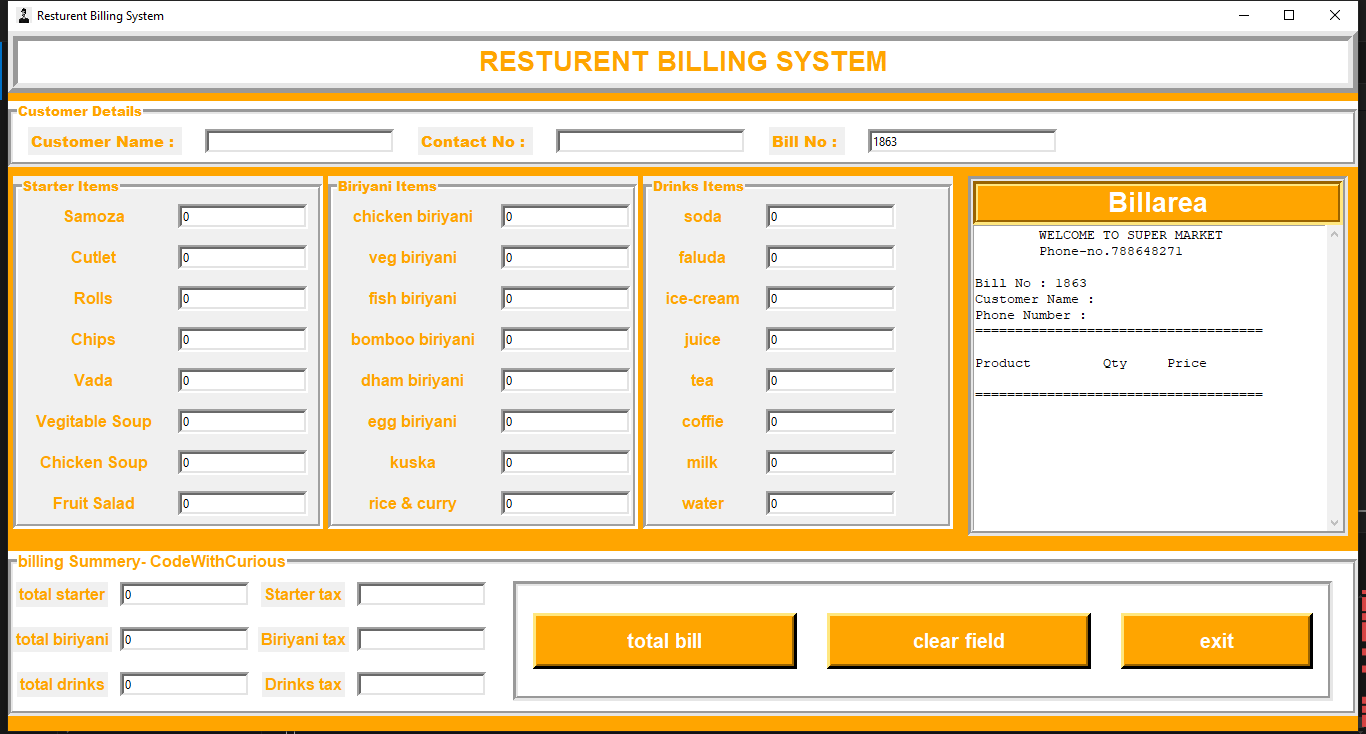 Resturent Billing System
RESTURENT BILLING SYSTEM
Customer Details
Customer Name :
Contact No :
Bill No : 1863
Starter Items
Samoza 0
Cutlet 0
Rolls 0
Chips 0
Vada 0
Vegitable Soup 0
Chicken Soup 0
Fruit Salad 0
Biriyani Items
chicken biriyani 0
veg biriyani 0
fish biriyani 0
bomboo biriyani 0
dham biriyani 0
egg biriyani 0
kuska 0
rice & curry 0
Drinks Items
soda 0
faluda 0
ice-cream 0
juice 0
tea 0
coffie 0
milk 0
water 0
Billarea
WELCOME TO SUPER MARKET
Phone-no.788648271
Bill No : 1863
Customer Name :
Phone Number :
====================================
Product Qty Price
====================================
billing Summery- CodeWithCurious
total starter 0 Starter tax
total biriyani 0 Biriyani tax
total drinks 0 Drinks tax
total bill
clear field
exit